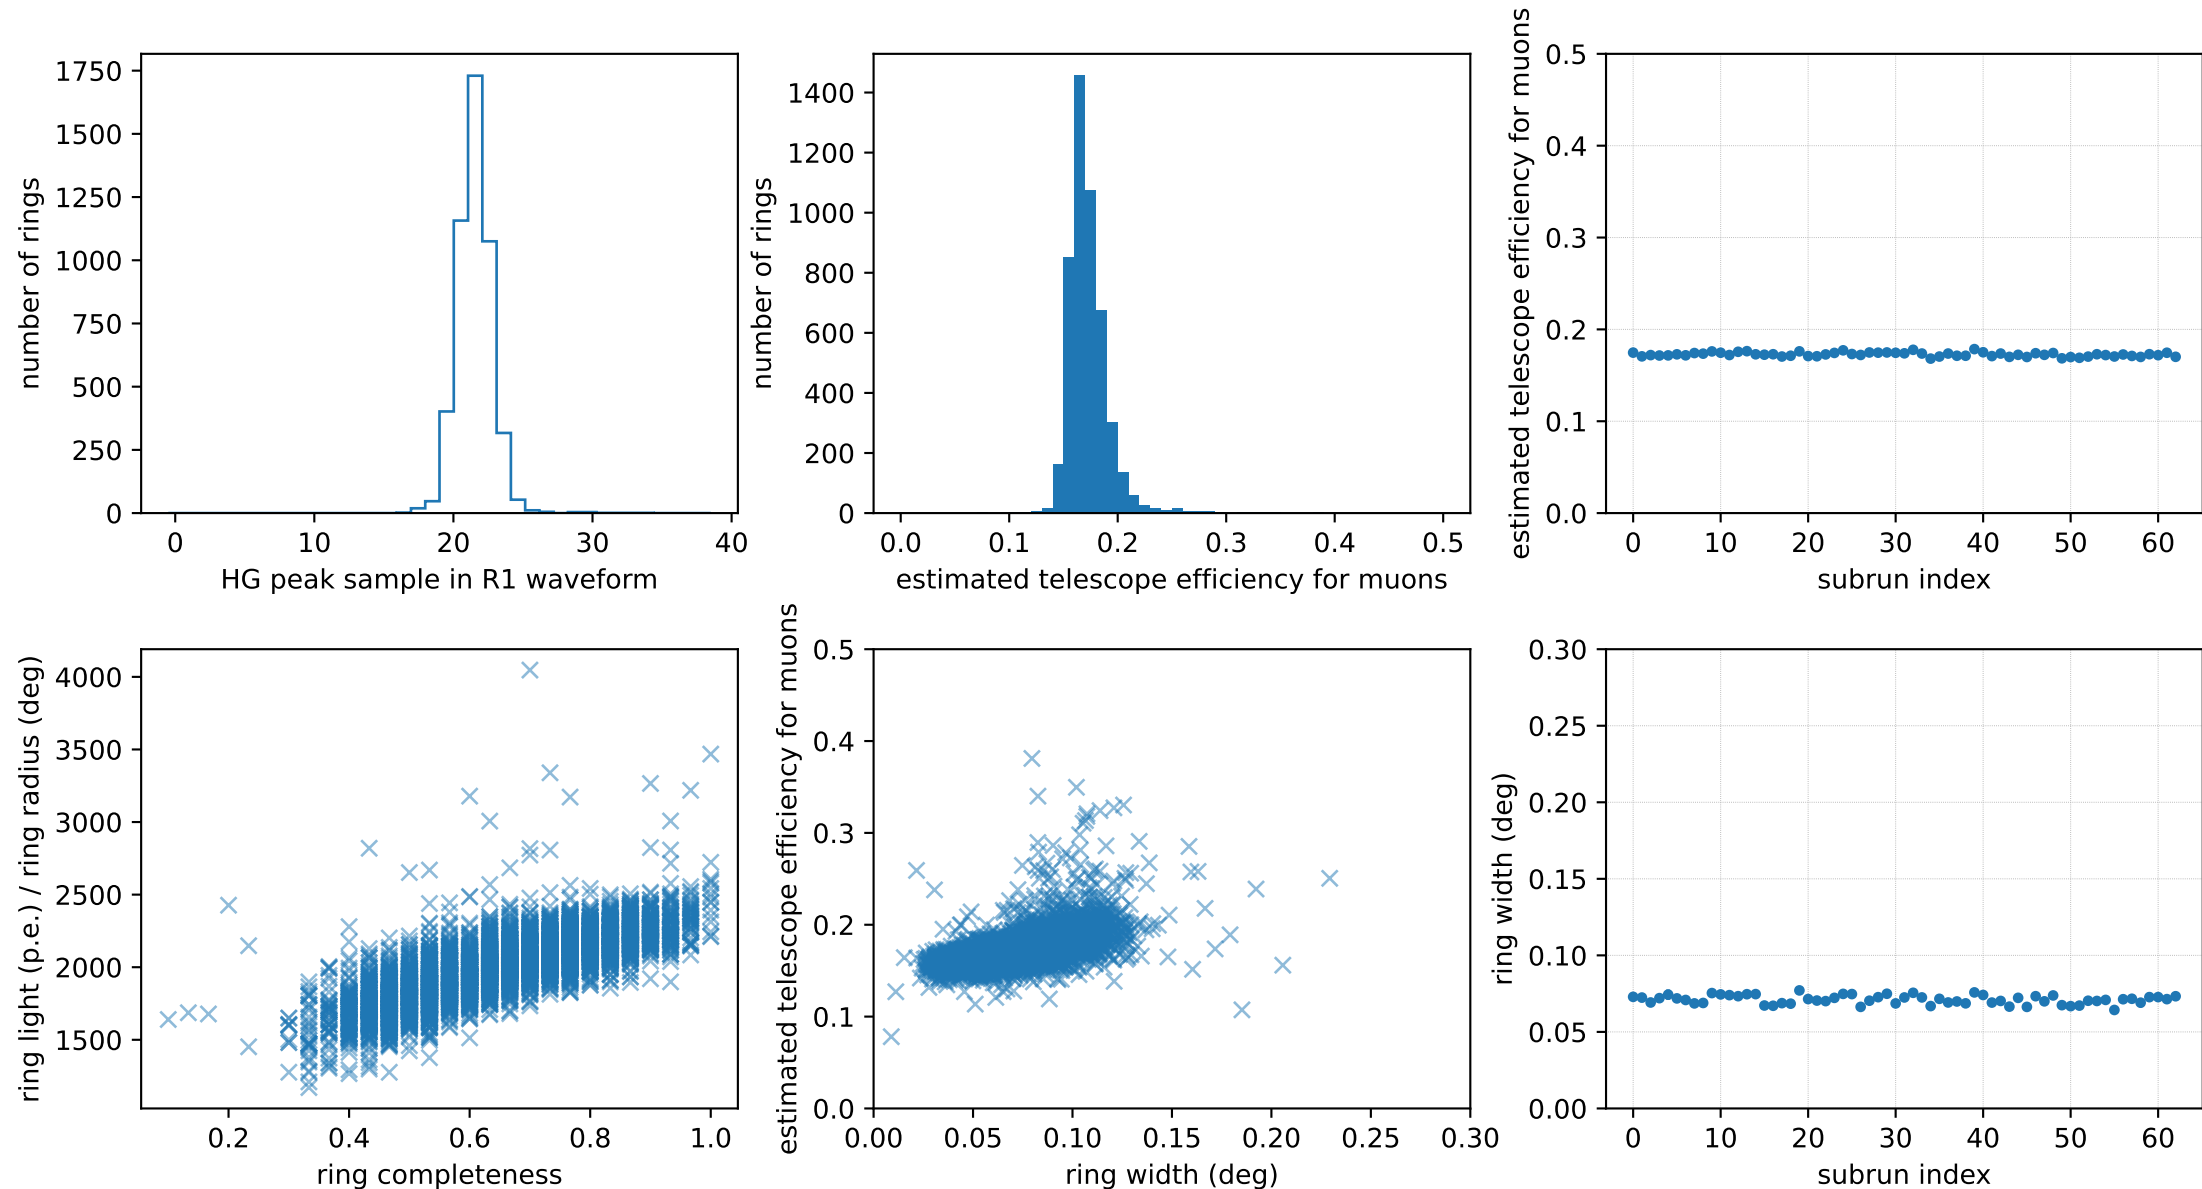 1750
1500
1250
1000
750
500
250
0
number of rings
0 10 20 30 40
HG peak sample in R1 waveform
1400
1200
1000
800
600
400
200
0
number of rings
0.0 0.1 0.2 0.3 0.4 0.5
estimated telescope efficiency for muons
0.5
0.4
0.3
0.2
0.1
0.0
estimated telescope efficiency for muons
0 10 20 30 40 50 60
subrun index
4000
3500
3000
2500
2000
1500
ring light (p.e.) / ring radius (deg)
0.2 0.4 0.6 0.8 1.0
ring completeness
0.5
0.4
0.3
0.2
0.1
0.0
estimated telescope efficiency for muons
0.00 0.05 0.10 0.15 0.20 0.25 0.30
ring width (deg)
0.30
0.25
0.20
0.15
0.10
0.05
0.00
ring width (deg)
0 10 20 30 40 50 60
subrun index